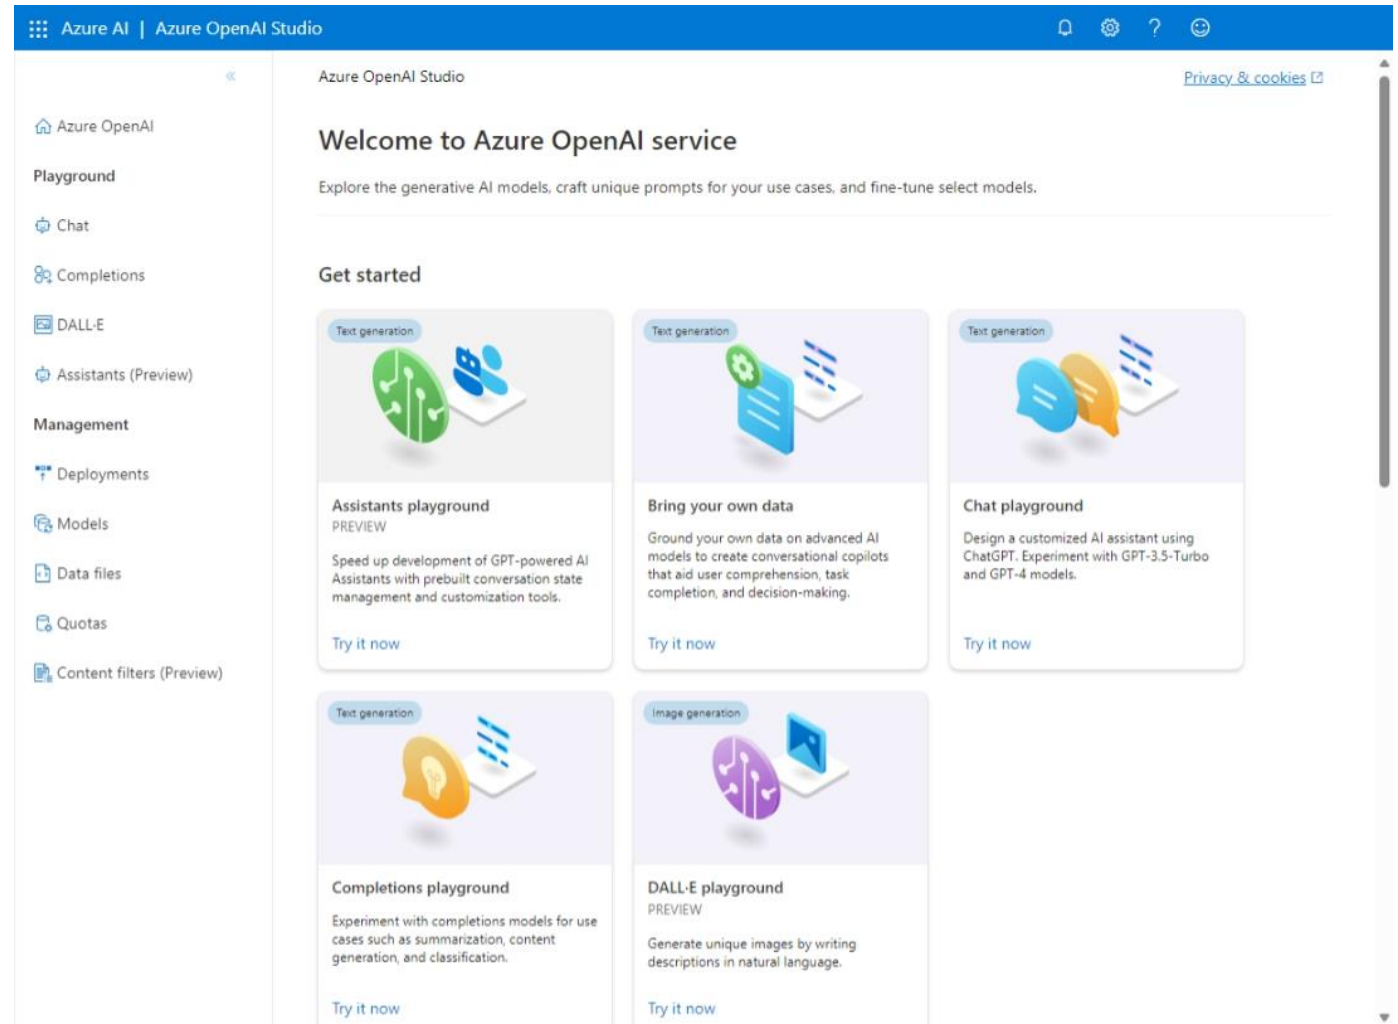 Azure AI | Azure OpenAI Studio
?
«
Azure OpenAI
Playground
Chat
Completions
DALL·E
Assistants (Preview)
Management
Deployments
Models
Data files
Quotas
Content filters (Preview)
Azure OpenAI Studio
Privacy & cookies
Welcome to Azure OpenAI service
Explore the generative AI models, craft unique prompts for your use cases, and fine-tune select models.
Get started
Text generation
Assistants playground
PREVIEW
Speed up development of GPT-powered AI
Assistants with prebuilt conversation state
management and customization tools.
Try it now
Text generation
Bring your own data
Ground your own data on advanced AI
models to create conversational copilots
that aid user comprehension, task
completion, and decision-making.
Try it now
Text generation
Chat playground
Design a customized AI assistant using
ChatGPT. Experiment with GPT-3.5-Turbo
and GPT-4 models.
Try it now
Text generation
Completions playground
Experiment with completions models for use
cases such as summarization, content
generation, and classification.
Try it now
Image generation
DALL·E playground
PREVIEW
Generate unique images by writing
descriptions in natural language.
Try it now